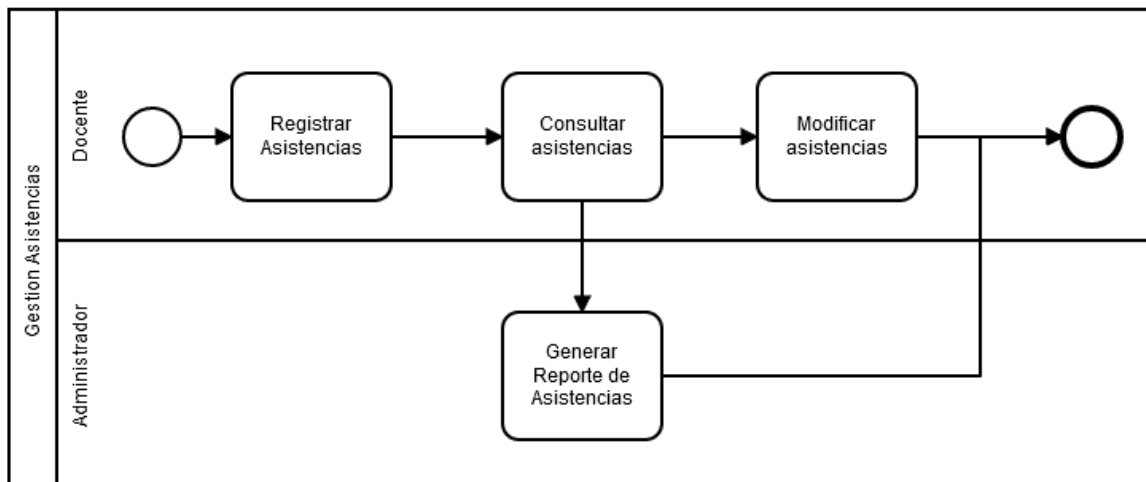 Gestion Asistencias
Docente
Registrar
Asistencias
Consultar
asistencias
Modificar
asistencias
Administrador
Generar
Reporte de
Asistencias